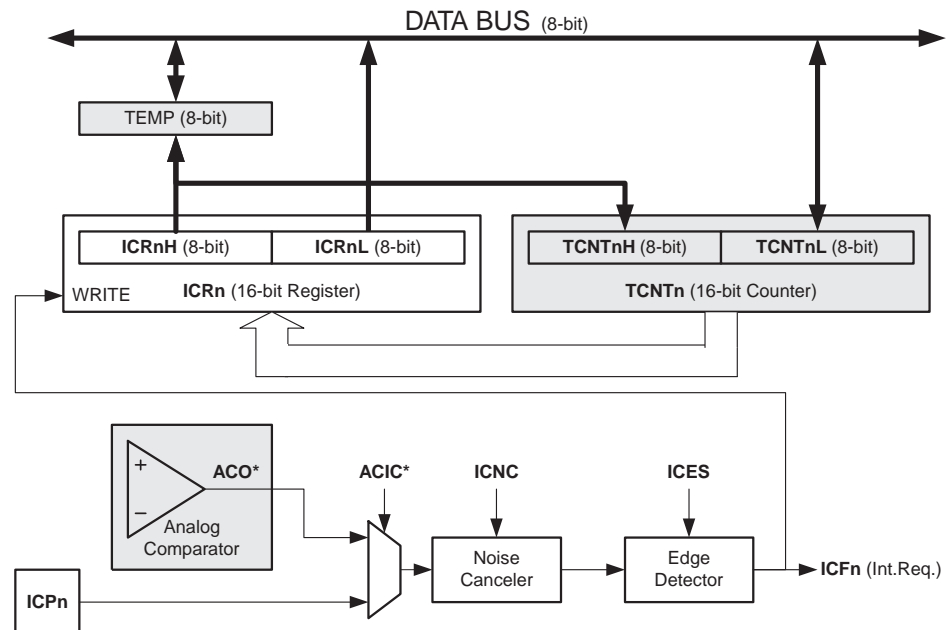 DATA BUS (8-bit)
TEMP (8-bit)
ICRnH (8-bit) ICRnL (8-bit)
TCNTnH (8-bit) TCNTnL (8-bit)
WRITE ICRn (16-bit Register)
TCNTn (16-bit Counter)
+
−
ACO*
Analog
Comparator
ACIC*
ICNC
ICES
Noise
Canceler
Edge
Detector
ICFn (Int.Req.)
ICPn